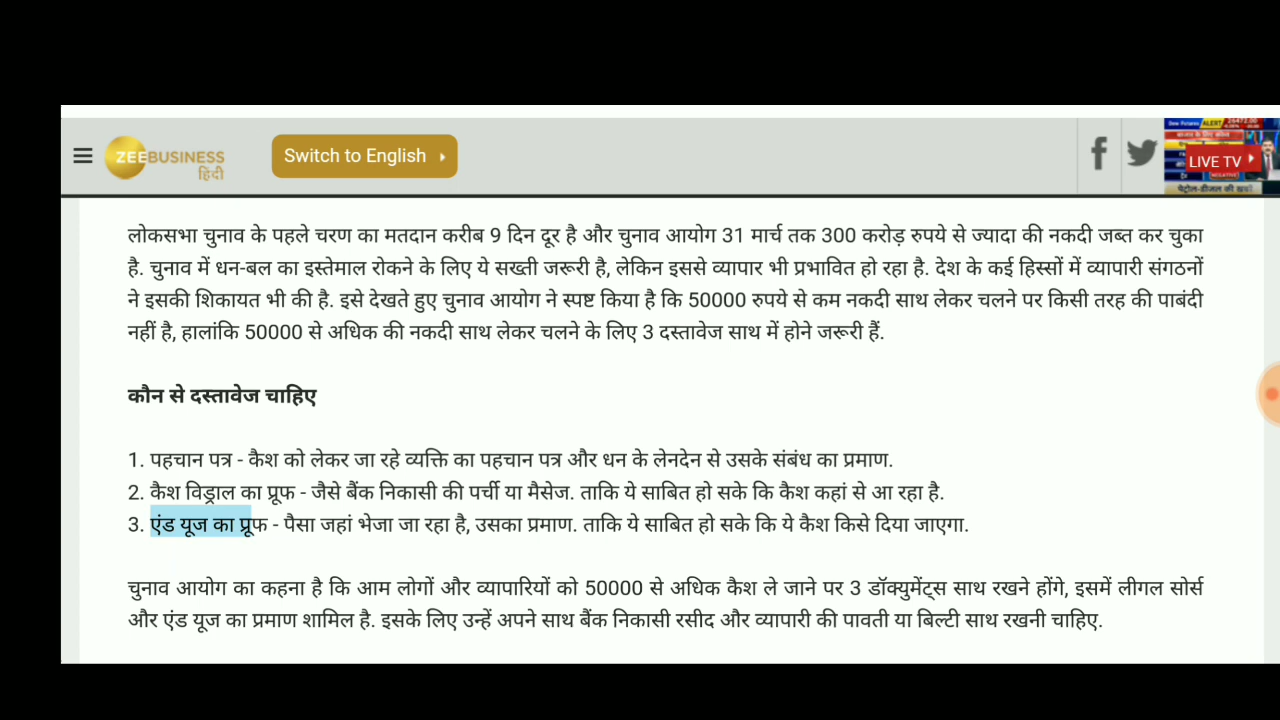 ZEEBUSINESS
हिंदी
Switch to English
LIVE TV
लोकसभा चुनाव के पहले चरण का मतदान करीब 9 दिन दूर है और चुनाव आयोग 31 मार्च तक 300 करोड़ रुपये से ज्यादा की नकदी जब्त कर चुका
है. चुनाव में धन-बल का इस्तेमाल रोकने के लिए ये सख्ती जरूरी है, लेकिन इससे व्यापार भी प्रभावित हो रहा है. देश के कई हिस्सों में व्यापारी संगठनों
ने इसकी शिकायत भी की है. इसे देखते हुए चुनाव आयोग ने स्पष्ट किया है कि 50000 रुपये से कम नकदी साथ लेकर चलने पर किसी तरह की पाबंदी
नहीं है, हालांकि 50000 से अधिक की नकदी साथ लेकर चलने के लिए 3 दस्तावेज साथ में होने जरूरी हैं.
कौन से दस्तावेज चाहिए
1. पहचान पत्र - कैश को लेकर जा रहे व्यक्ति का पहचान पत्र और धन के लेनदेन से उसके संबंध का प्रमाण.
2. कैश विड्राल का प्रूफ - जैसे बैंक निकासी की पर्ची या मैसेज. ताकि ये साबित हो सके कि कैश कहां से आ रहा है.
3. एंड यूज का प्रूफ - पैसा जहां भेजा जा रहा है, उसका प्रमाण. ताकि ये साबित हो सके कि ये कैश किसे दिया जाएगा.
चुनाव आयोग का कहना है कि आम लोगों और व्यापारियों को 50000 से अधिक कैश ले जाने पर 3 डॉक्युमेंट्स साथ रखने होंगे, इसमें लीगल सोर्स
और एंड यूज का प्रमाण शामिल है. इसके लिए उन्हें अपने साथ बैंक निकासी रसीद और व्यापारी की पावती या बिल्टी साथ रखनी चाहिए.